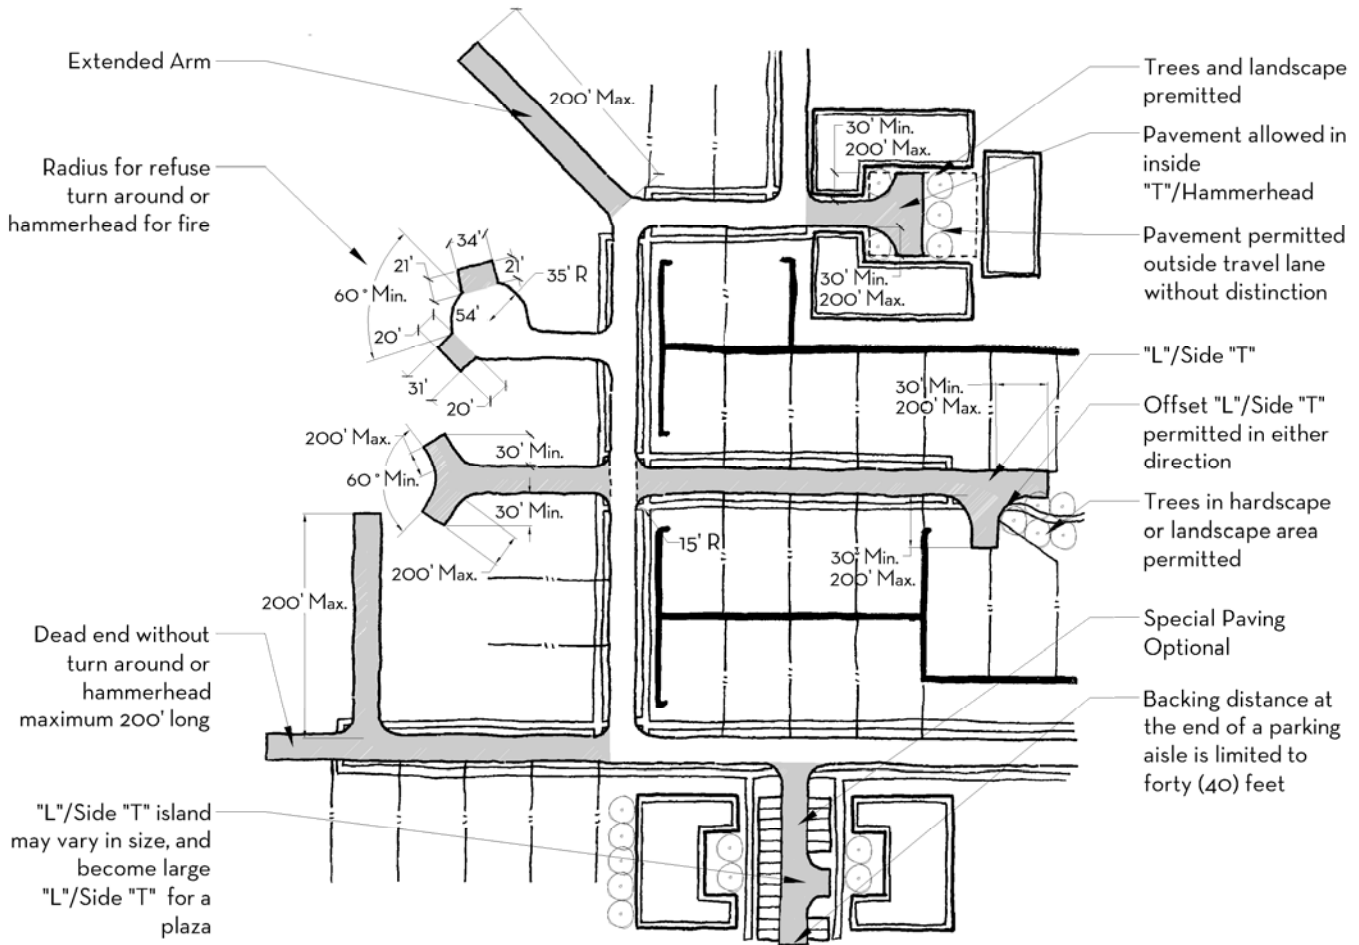 Extended Arm
Radius for refuse
turn around or
hammerhead for fire
Dead end without
turn around or
hammerhead
maximum 200' long
"L"/Side "T" island
may vary in size, and
become large
"L"/Side "T" for a
plaza
200' Max.
34'
21'
21'
35' R
60° Min.
54'
20'
31'
20'
200' Max.
30' Min.
60° Min.
30' Min.
200' Max.
15' R
200' Max.
30' Min.
200' Max.
30' Min.
200' Max.
30' Min.
200' Max.
30' Min.
200' Max.
Trees and landscape
premitted
Pavement allowed in
inside
"T"/Hammerhead
Pavement permitted
outside travel lane
without distinction
"L"/Side "T"
Offset "L"/Side "T"
permitted in either
direction
Trees in hardscape
or landscape area
permitted
Special Paving
Optional
Backing distance at
the end of a parking
aisle is limited to
forty (40) feet